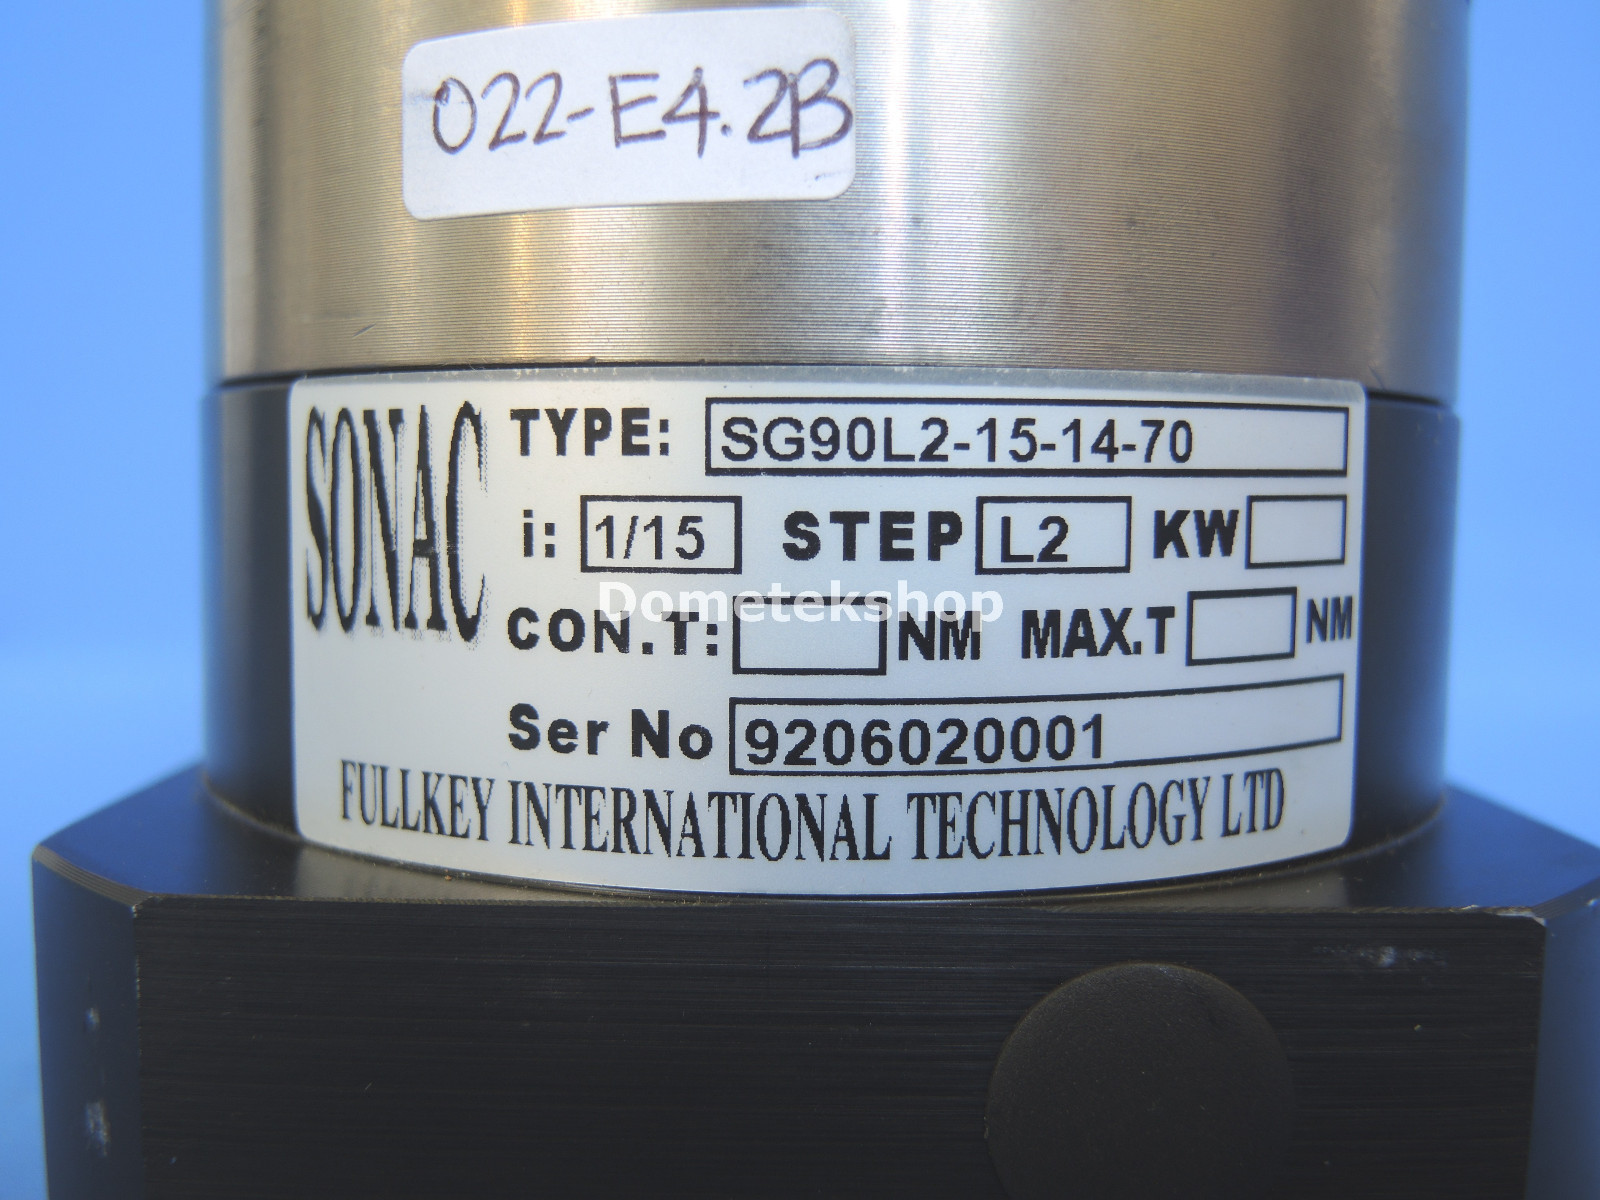 022-E4.2B
SONAC
TYPE: SG90L2-15-14-70
i: 1/15 STEP L2 KW
Dometekshop
CON.T: NM MAX.T NM
Ser No 9206020001
FULLKEY INTERNATIONAL TECHNOLOGY LTD